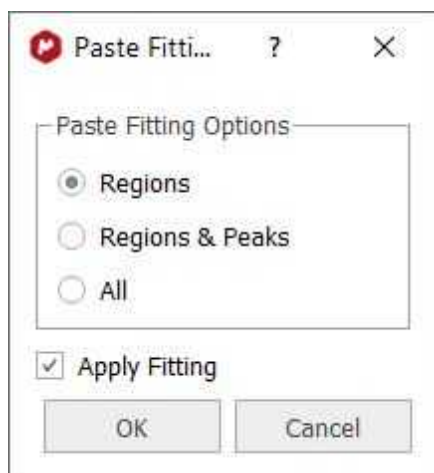 Paste Fitti... ?
Paste Fitting Options
Regions
Regions & Peaks
All
Apply Fitting
OK Cancel